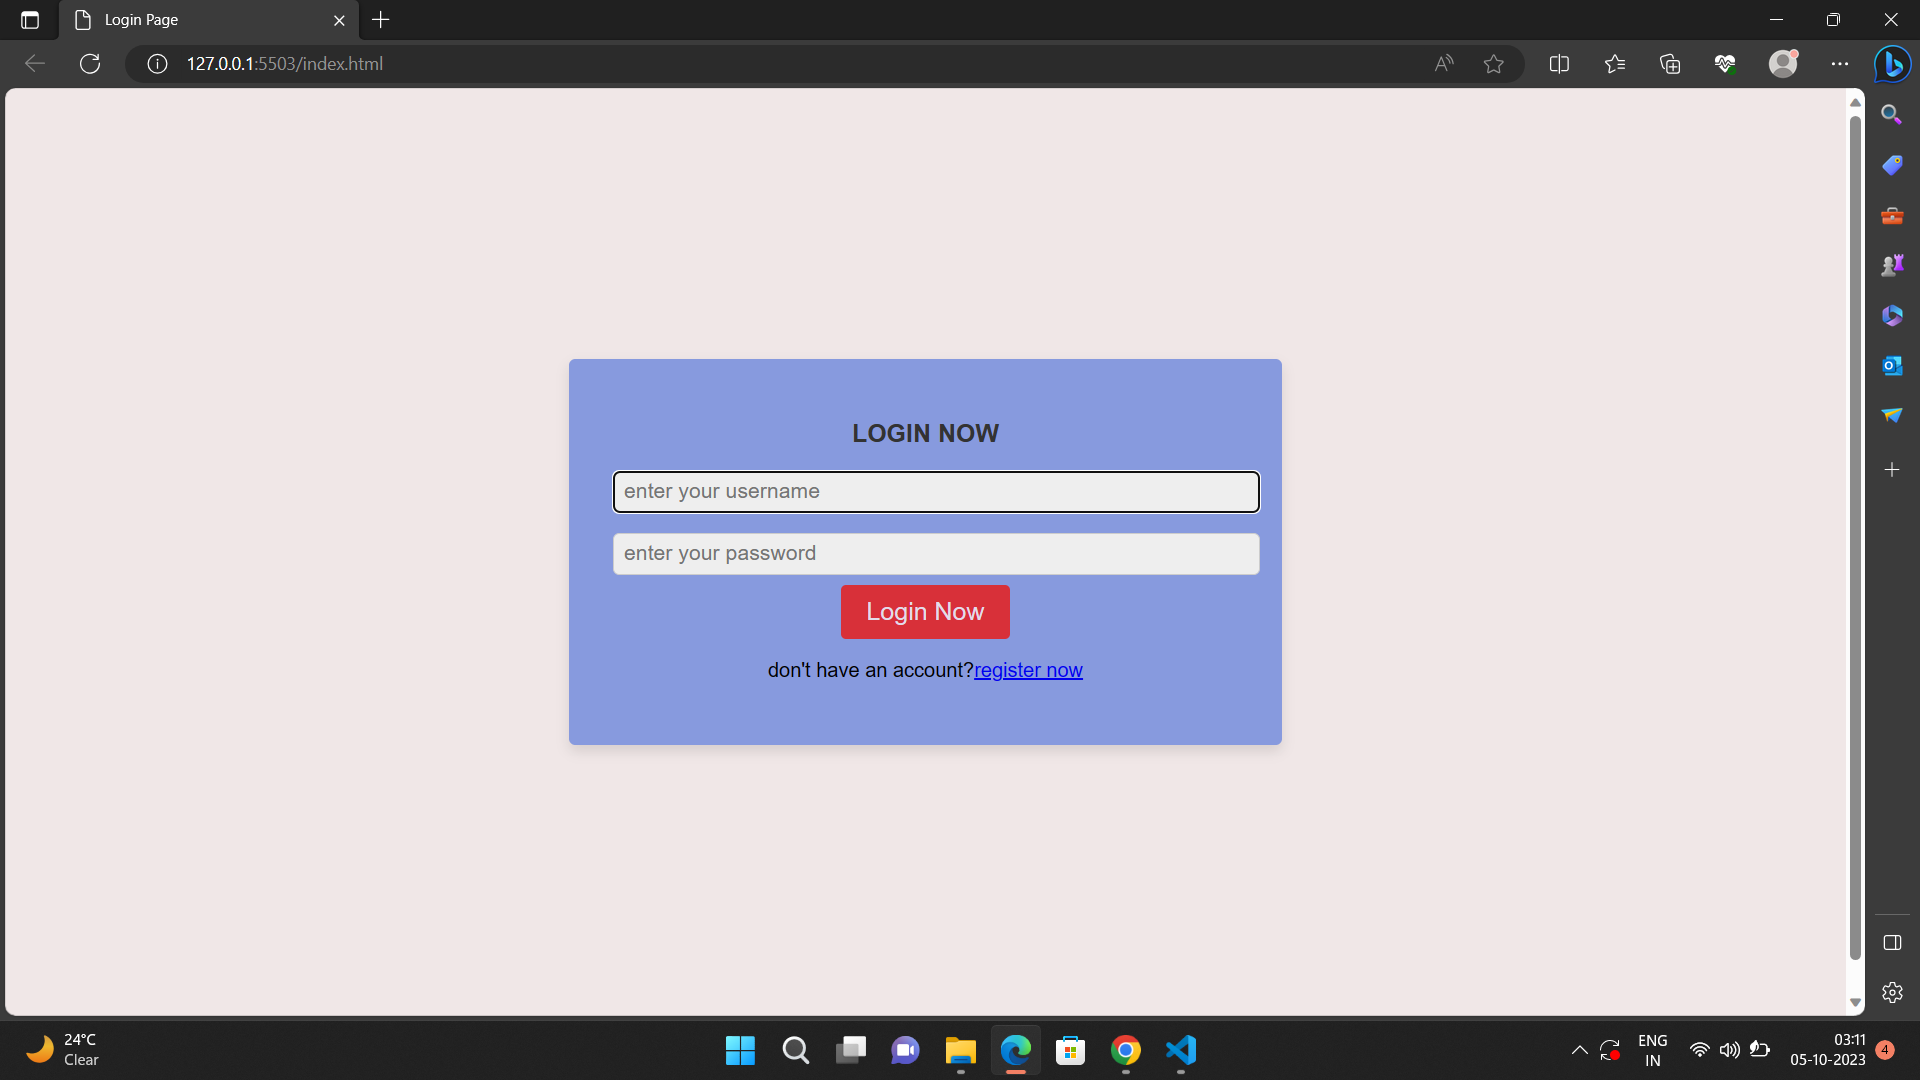 Login Page
127.0.0.1:5503/index.html
LOGIN NOW
enter your username
enter your password
Login Now
don't have an account?register now
24°C
Clear
ENG
IN
03:11
05-10-2023
4